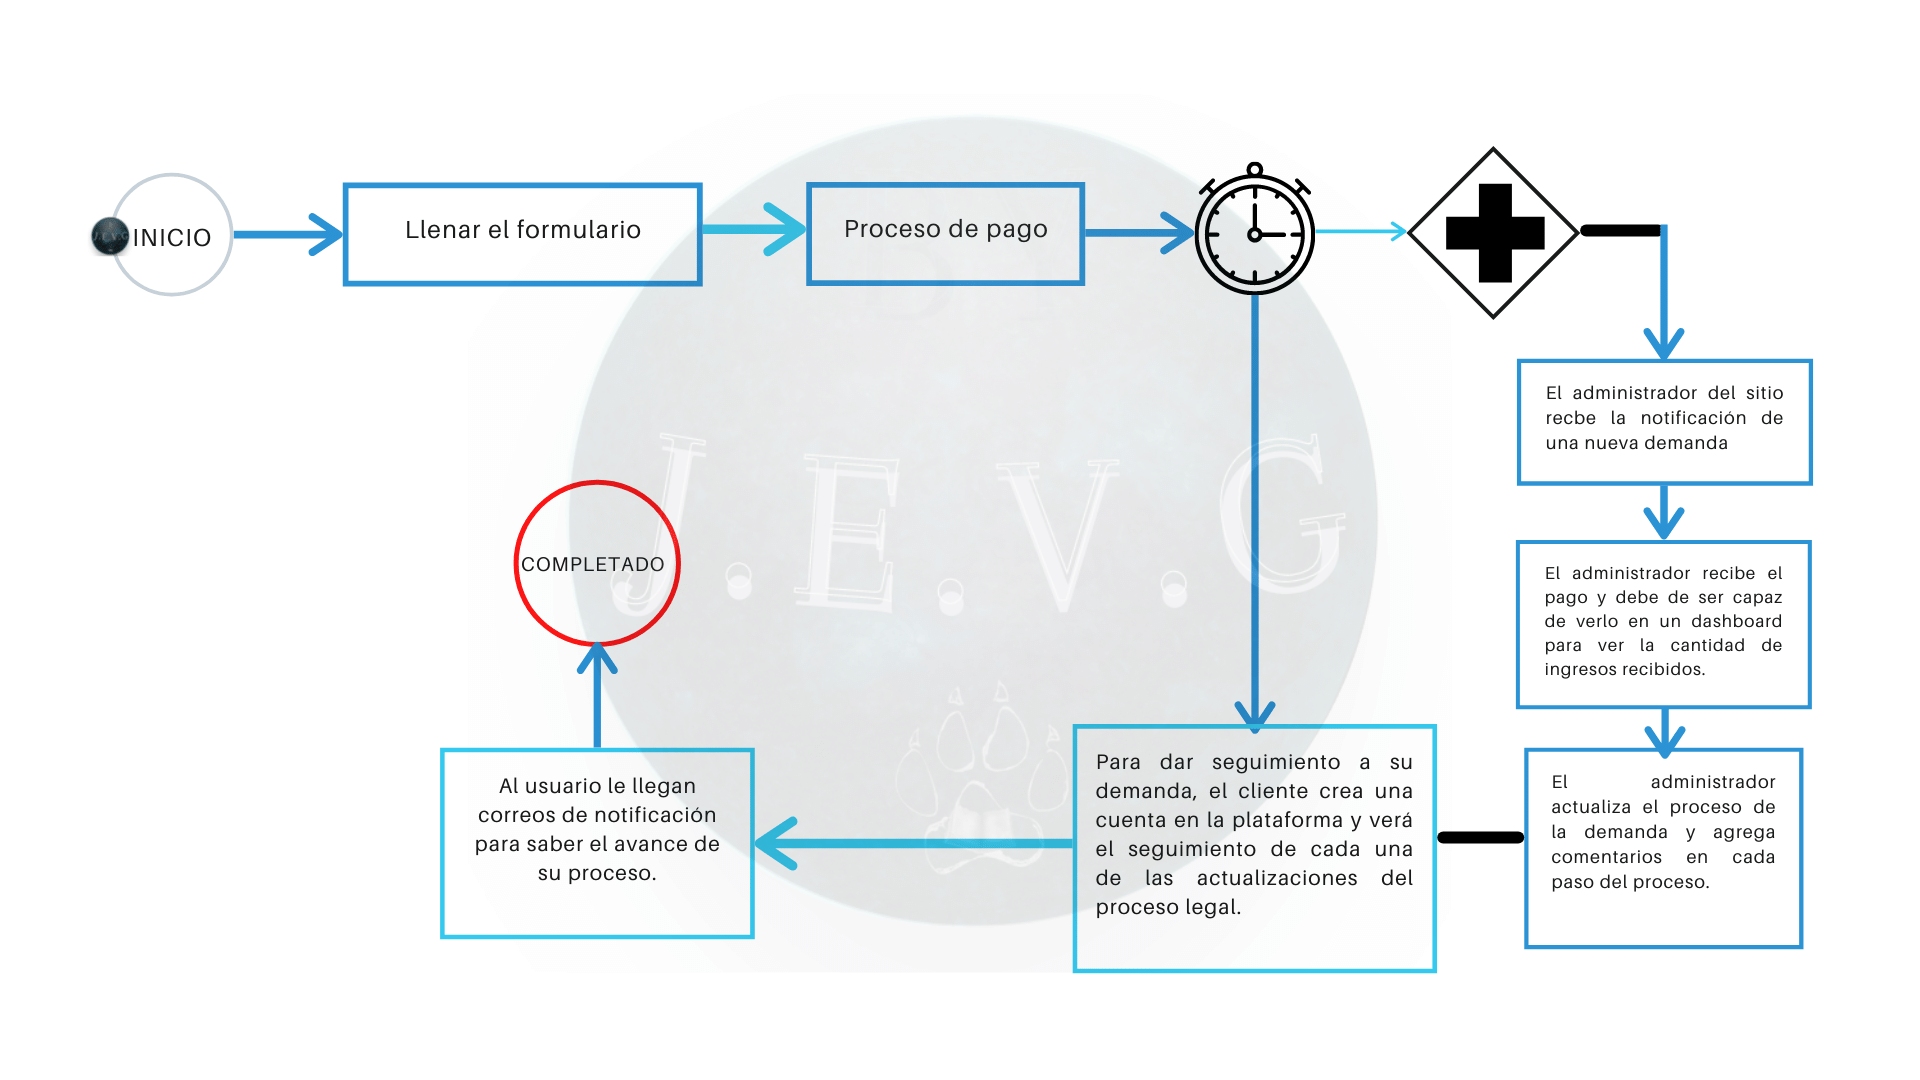 INICIO
Llenar el formulario
Proceso de pago
El administrador del sitio
recbe la notificación de
una nueva demanda
El administrador recibe el
pago y debe de ser capaz
de verlo en un dashboard
para ver la cantidad de
ingresos recibidos.
El administrador
actualiza el proceso de
la demanda y agrega
comentarios en cada
paso del proceso.
Para dar seguimiento a su
demanda, el cliente crea una
cuenta en la plataforma y verá
el seguimiento de cada una
de las actualizaciones del
proceso legal.
Al usuario le llegan
correos de notificación
para saber el avance de
su proceso.
COMPLETADO
J.E.V.G